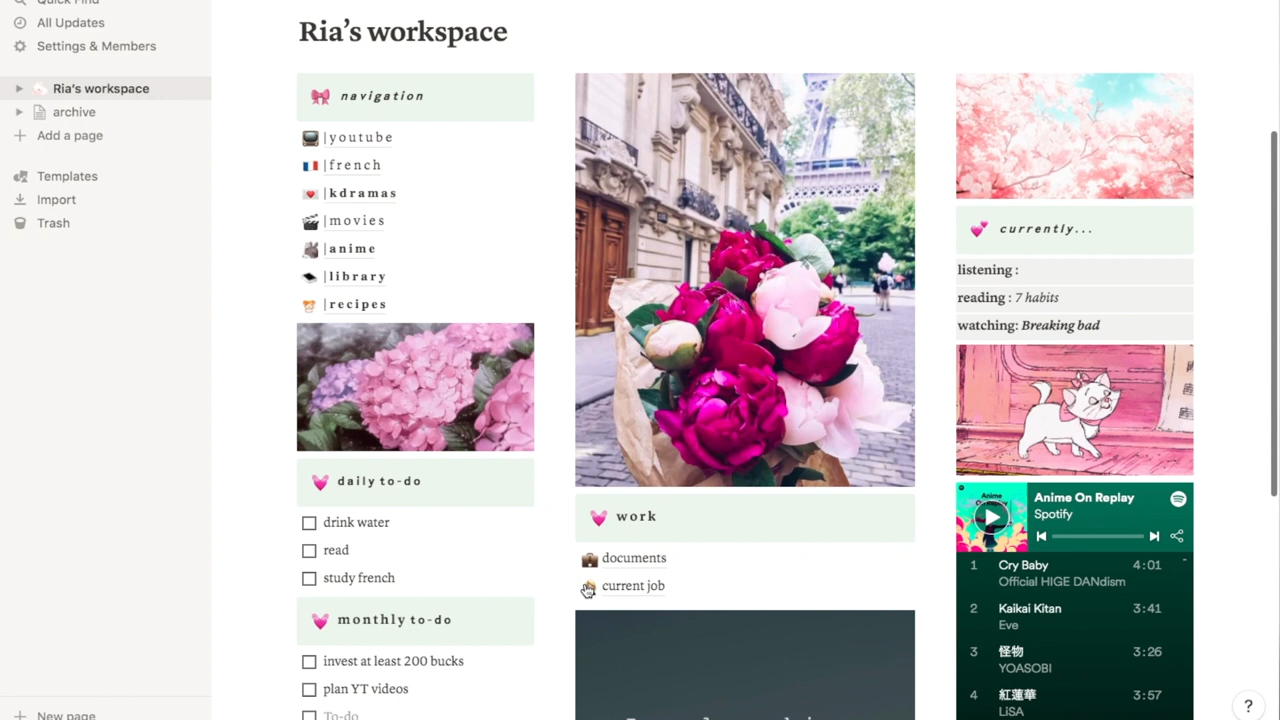 Quick Find
All Updates
Settings & Members
Ria's workspace
archive
Add a page
Templates
Import
Trash
New page
Ria's workspace
navigation
|youtube
|french
|kdramas
|movies
|anime
|library
|recipes
daily to-do
drink water
read
study french
monthly to-do
invest at least 200 bucks
plan YT videos
To-do
work
documents
current job
currently...
listening :
reading : 7 habits
watching: Breaking bad
Anime On Replay
Spotify
1 Cry Baby 4:01
Official HIGE DANdism
2 Kaikai Kitan 3:41
Eve
3 怪物 3:26
YOASOBI
4 紅蓮華 3:57
LiSA
?